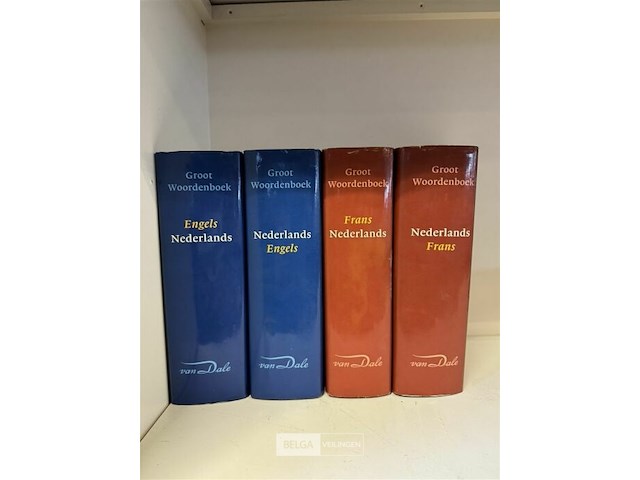 Groot
Woordenboek
Engels
Nederlands
van Dale
Groot
Woordenboek
Nederlands
Engels
van Dale
Groot
Woordenboek
Frans
Nederlands
van Dale
Groot
Woordenboek
Nederlands
Frans
van Dale
BELGA VEILINGEN